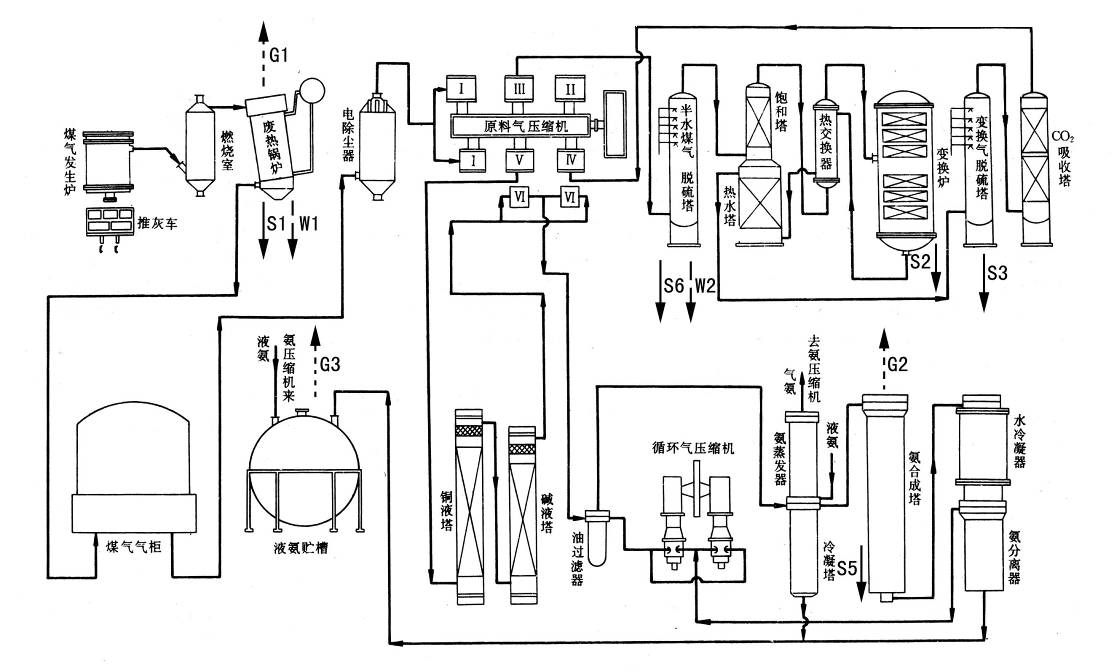 G1
煤气发生炉
燃烧室
废热锅炉
电除尘器
推灰车
S1
W1
I
III
II
原料气压缩机
I
V
IV
VI
VI
半水煤气脱硫塔
饱和塔
热水塔
热交换器
变换炉
变换气脱硫塔
CO₂
吸收塔
S6
W2
S2
S3
液氨
氨压缩机来
G3
煤气气柜
液氨贮槽
铜液塔
碱液塔
油过滤器
循环气压缩机
去氨压缩机
气氨
氨蒸发器
液氨
冷凝塔
G2
氨合成塔
S5
水冷凝器
氨分离器